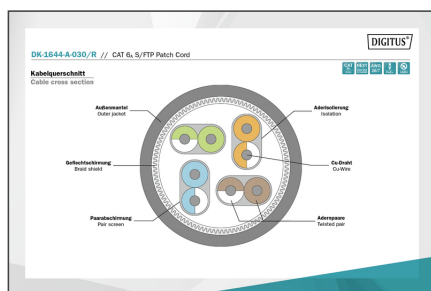 DIGITUS®
DK-1644-A-030/R // CAT 6A S/FTP Patch Cord
Kabelquerschnitt
Cable cross section
Außenmantel
Outer jacket
Aderisolierung
Isolation
Geflechtschirmung
Braid shield
Cu-Draht
Cu-Wire
Paarabschirmung
Pair screen
Adernpaare
Twisted pair